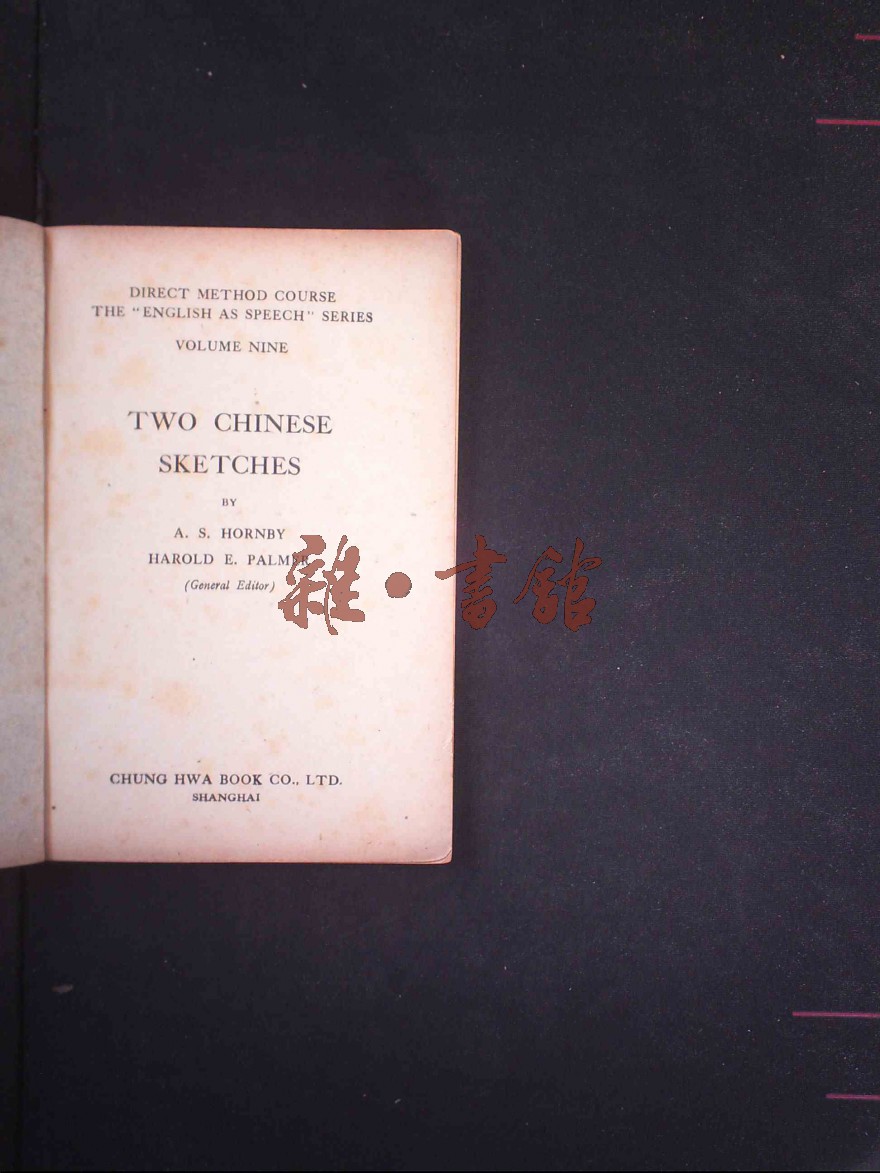 DIRECT METHOD COURSE
THE "ENGLISH AS SPEECH" SERIES
VOLUME NINE
TWO CHINESE
SKETCHES
BY
A. S. HORNBY
HAROLD E. PALMER
(General Editor)
雜•書館
CHUNG HWA BOOK CO., LTD.
SHANGHAI